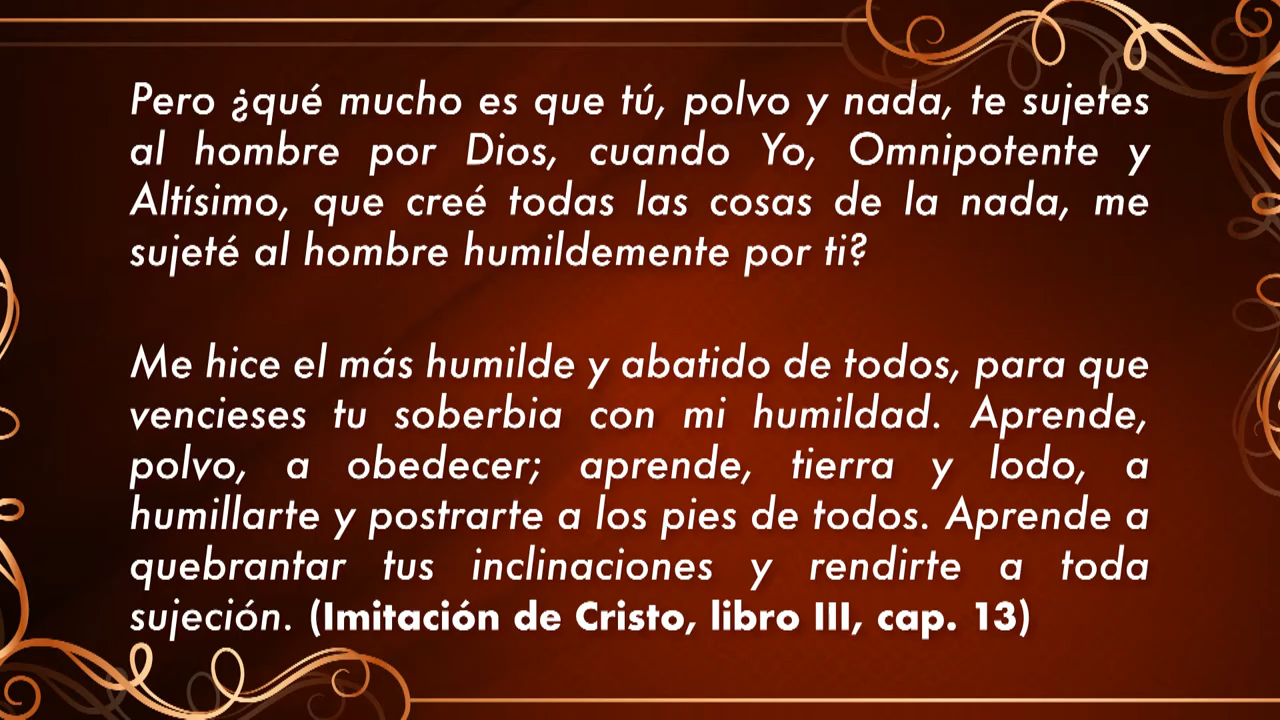 Pero ¿qué mucho es que tú, polvo y nada, te sujetes
al hombre por Dios, cuando Yo, Omnipotente y
Altísimo, que creé todas las cosas de la nada, me
sujeté al hombre humildemente por ti?
Me hice el más humilde y abatido de todos, para que
vencieses tu soberbia con mi humildad. Aprende,
polvo, a obedecer; aprende, tierra y lodo, a
humillarte y postrarte a los pies de todos. Aprende a
quebrantar tus inclinaciones y rendirte a toda
sujeción. (Imitación de Cristo, libro III, cap. 13)